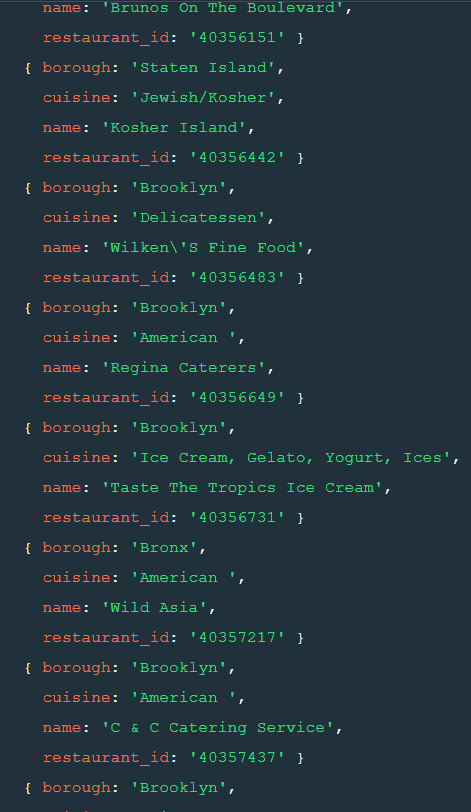 name: 'Brunos On The Boulevard',
restaurant_id: '40356151' }
{ borough: 'Staten Island',
cuisine: 'Jewish/Kosher',
name: 'Kosher Island',
restaurant_id: '40356442' }
{ borough: 'Brooklyn',
cuisine: 'Delicatessen',
name: 'Wilken\'S Fine Food',
restaurant_id: '40356483' }
{ borough: 'Brooklyn',
cuisine: 'American ',
name: 'Regina Caterers',
restaurant_id: '40356649' }
{ borough: 'Brooklyn',
cuisine: 'Ice Cream, Gelato, Yogurt, Ices',
name: 'Taste The Tropics Ice Cream',
restaurant_id: '40356731' }
{ borough: 'Bronx',
cuisine: 'American ',
name: 'Wild Asia',
restaurant_id: '40357217' }
{ borough: 'Brooklyn',
cuisine: 'American ',
name: 'C & C Catering Service',
restaurant_id: '40357437' }
{ borough: 'Brooklyn',